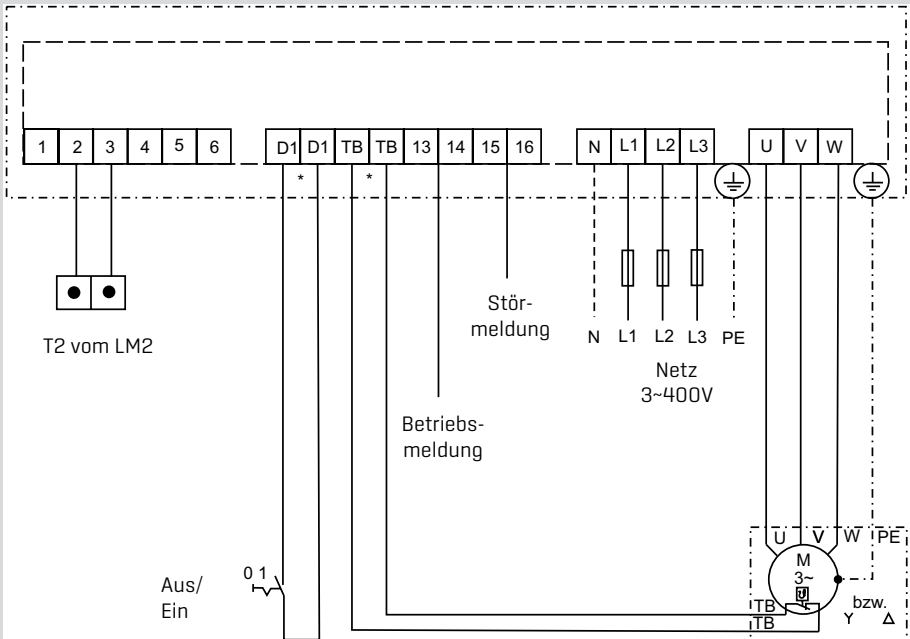 1 2 3 4 5 6 D1 D1 TB TB 13 14 15 16 N L1 L2 L3 U V W
* *
T2 vom LM2
Stör-
meldung
N L1 L2 L3 PE
Netz
3~400V
Betriebs-
meldung
Aus/
Ein
0 1
U V W PE
M
3~
ϑ
TB
TB
bzw.
Y Δ